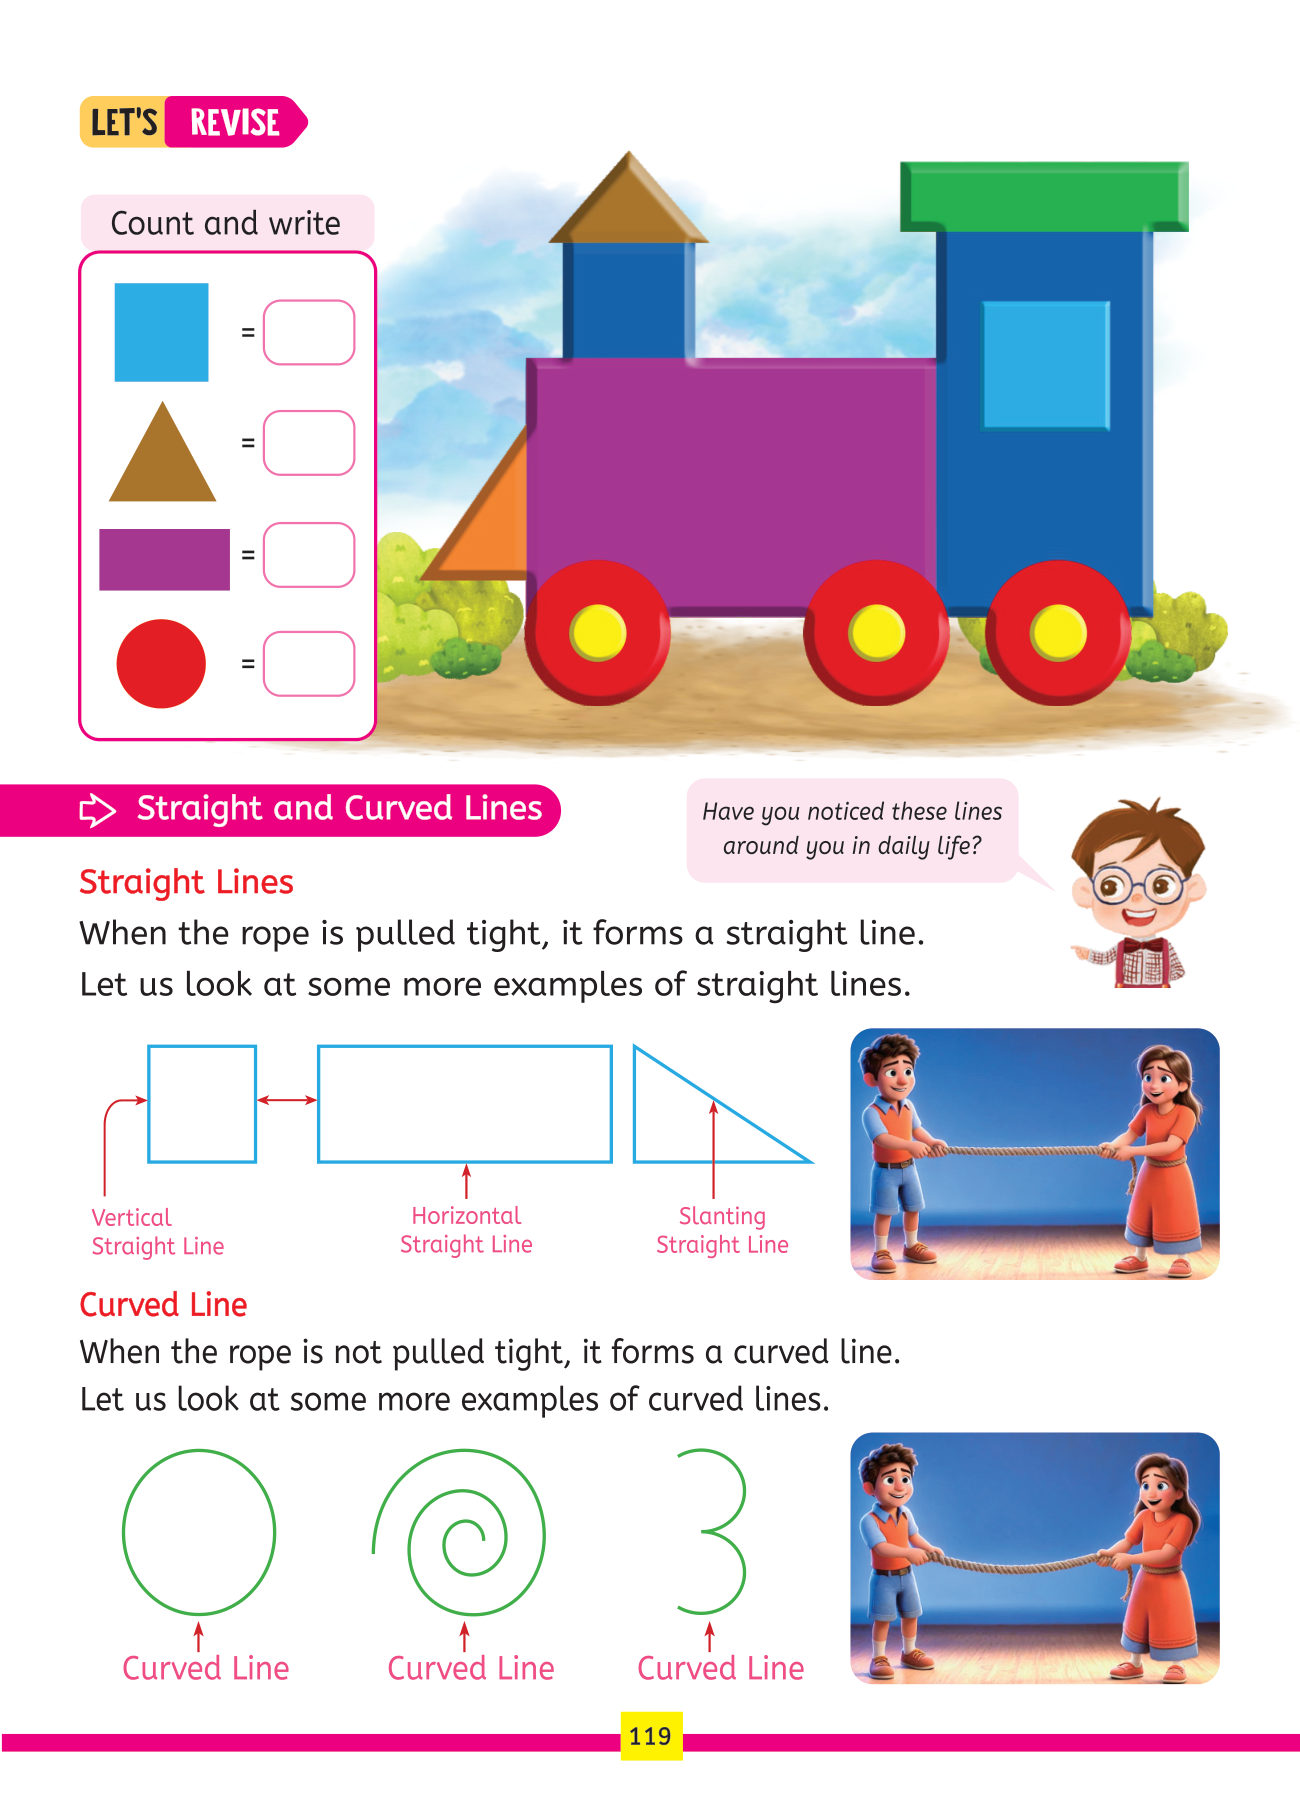 LET'S REVISE
Count and write
=
=
=
=
Straight and Curved Lines
Have you noticed these lines
around you in daily life?
Straight Lines
When the rope is pulled tight, it forms a straight line.
Let us look at some more examples of straight lines.
Vertical
Straight Line
Horizontal
Straight Line
Slanting
Straight Line
Curved Line
When the rope is not pulled tight, it forms a curved line.
Let us look at some more examples of curved lines.
Curved Line
Curved Line
Curved Line
119